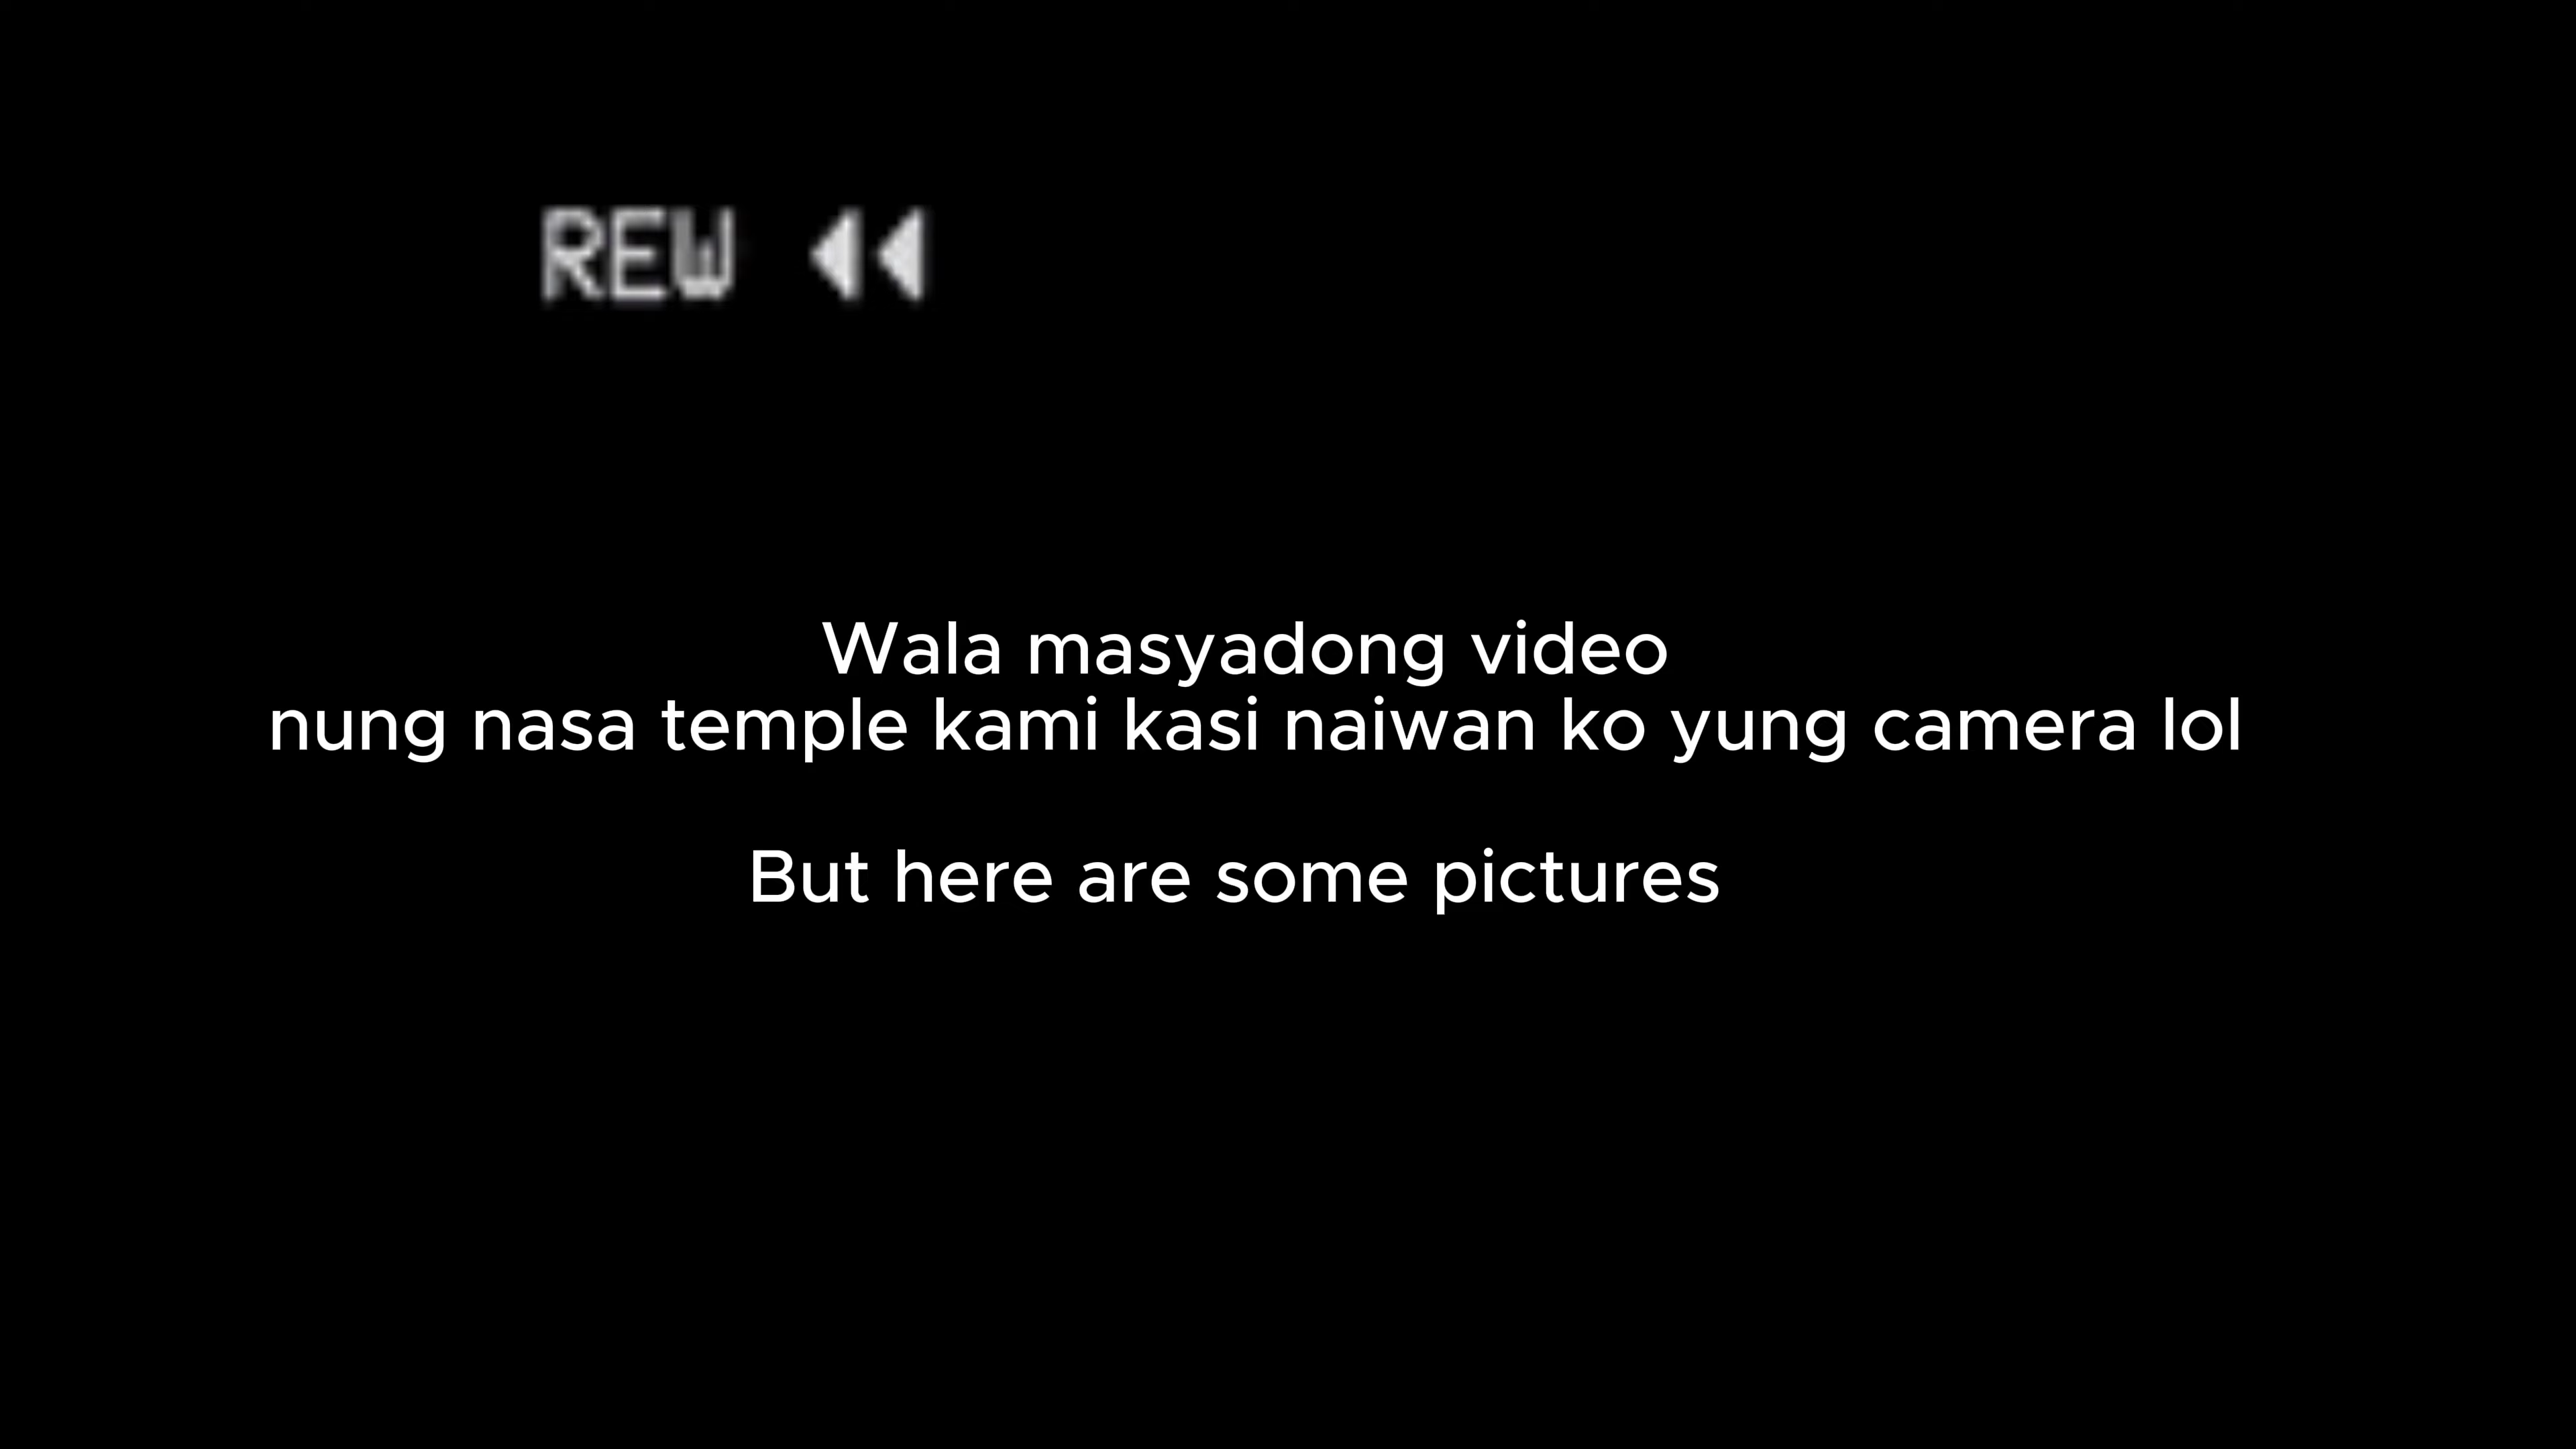 REW ◀◀
Wala masyadong video
nung nasa temple kami kasi naiwan ko yung camera lol
But here are some pictures